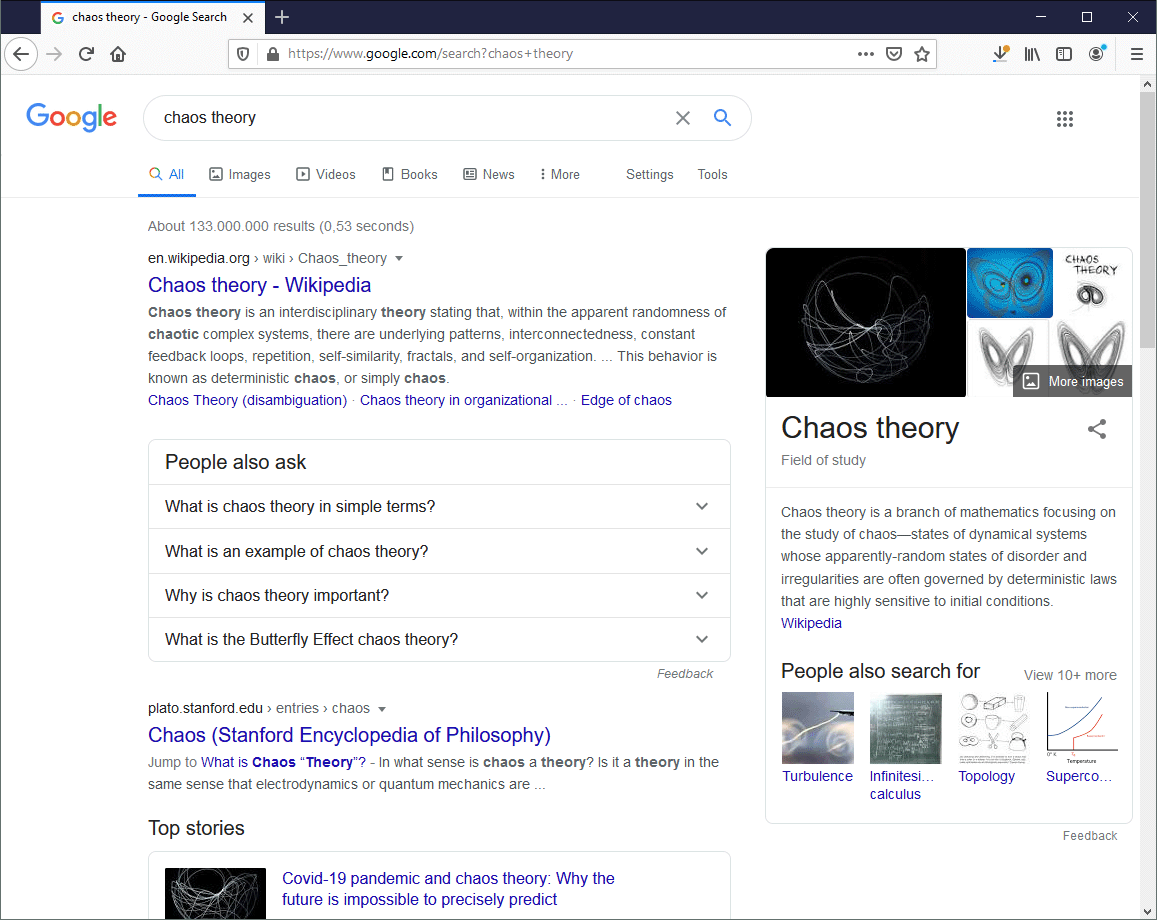 chaos theory - Google Search
https://www.google.com/search?chaos+theory
Google
chaos theory
All
Images
Videos
Books
News
More
Settings
Tools
About 133.000.000 results (0,53 seconds)
en.wikipedia.org › wiki › Chaos_theory
Chaos theory - Wikipedia
Chaos theory is an interdisciplinary theory stating that, within the apparent randomness of
chaotic complex systems, there are underlying patterns, interconnectedness, constant
feedback loops, repetition, self-similarity, fractals, and self-organization. ... This behavior is
known as deterministic chaos, or simply chaos.
Chaos Theory (disambiguation) · Chaos theory in organizational ... · Edge of chaos
People also ask
What is chaos theory in simple terms?
What is an example of chaos theory?
Why is chaos theory important?
What is the Butterfly Effect chaos theory?
Feedback
plato.stanford.edu › entries › chaos
Chaos (Stanford Encyclopedia of Philosophy)
Jump to What is Chaos “Theory”? - In what sense is chaos a theory? Is it a theory in the
same sense that electrodynamics or quantum mechanics are ...
Top stories
Covid-19 pandemic and chaos theory: Why the
future is impossible to precisely predict
CHAOS
THEORY
More images
Chaos theory
Field of study
Chaos theory is a branch of mathematics focusing on
the study of chaos—states of dynamical systems
whose apparently-random states of disorder and
irregularities are often governed by deterministic laws
that are highly sensitive to initial conditions.
Wikipedia
People also search for
View 10+ more
0° K
Temperature
Turbulence
Infinitesi...
calculus
Topology
Superco...
Feedback